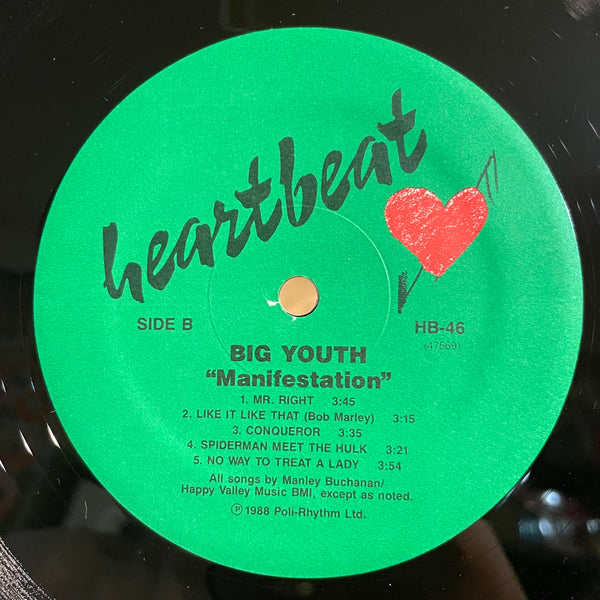 heartbeat
SIDE B
HB-46
(47569)
BIG YOUTH
"Manifestation"
1. MR. RIGHT 3:45
2. LIKE IT LIKE THAT (Bob Marley) 3:15
3. CONQUEROR 3:35
4. SPIDERMAN MEET THE HULK 3:21
5. NO WAY TO TREAT A LADY 3:54
All songs by Manley Buchanan/
Happy Valley Music BMI, except as noted.
℗1988 Poli-Rhythm Ltd.